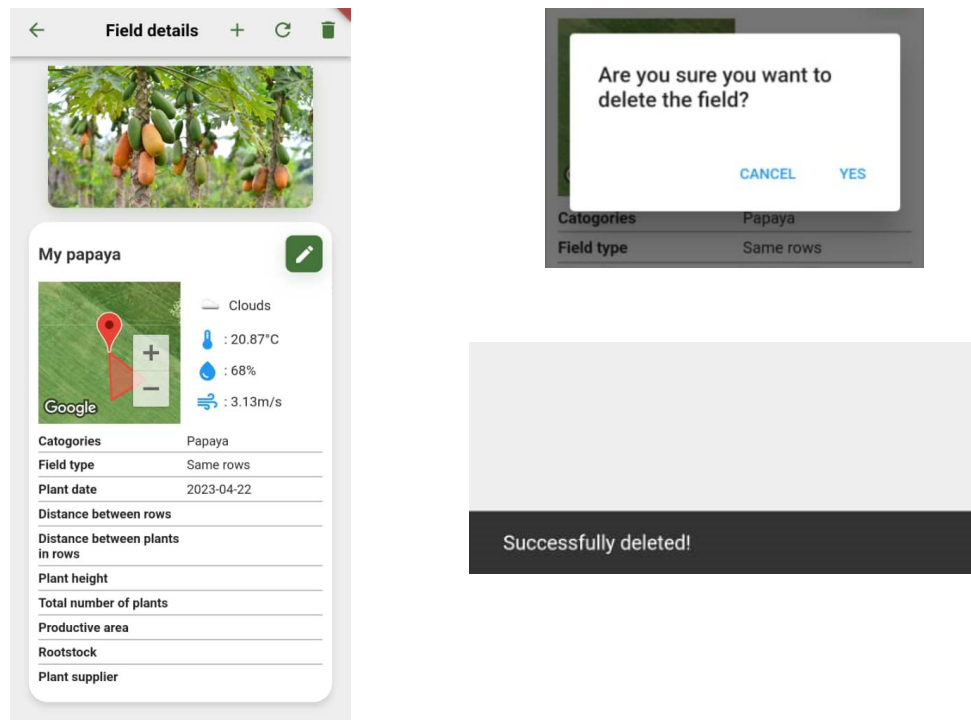 Field details
My papaya
Clouds
: 20.87°C
: 68%
: 3.13m/s
+
−
Google
Catogories Papaya
Field type Same rows
Plant date 2023-04-22
Distance between rows
Distance between plants
in rows
Plant height
Total number of plants
Productive area
Rootstock
Plant supplier
Are you sure you want to
delete the field?
CANCEL YES
Catogories Papaya
Field type Same rows
Successfully deleted!